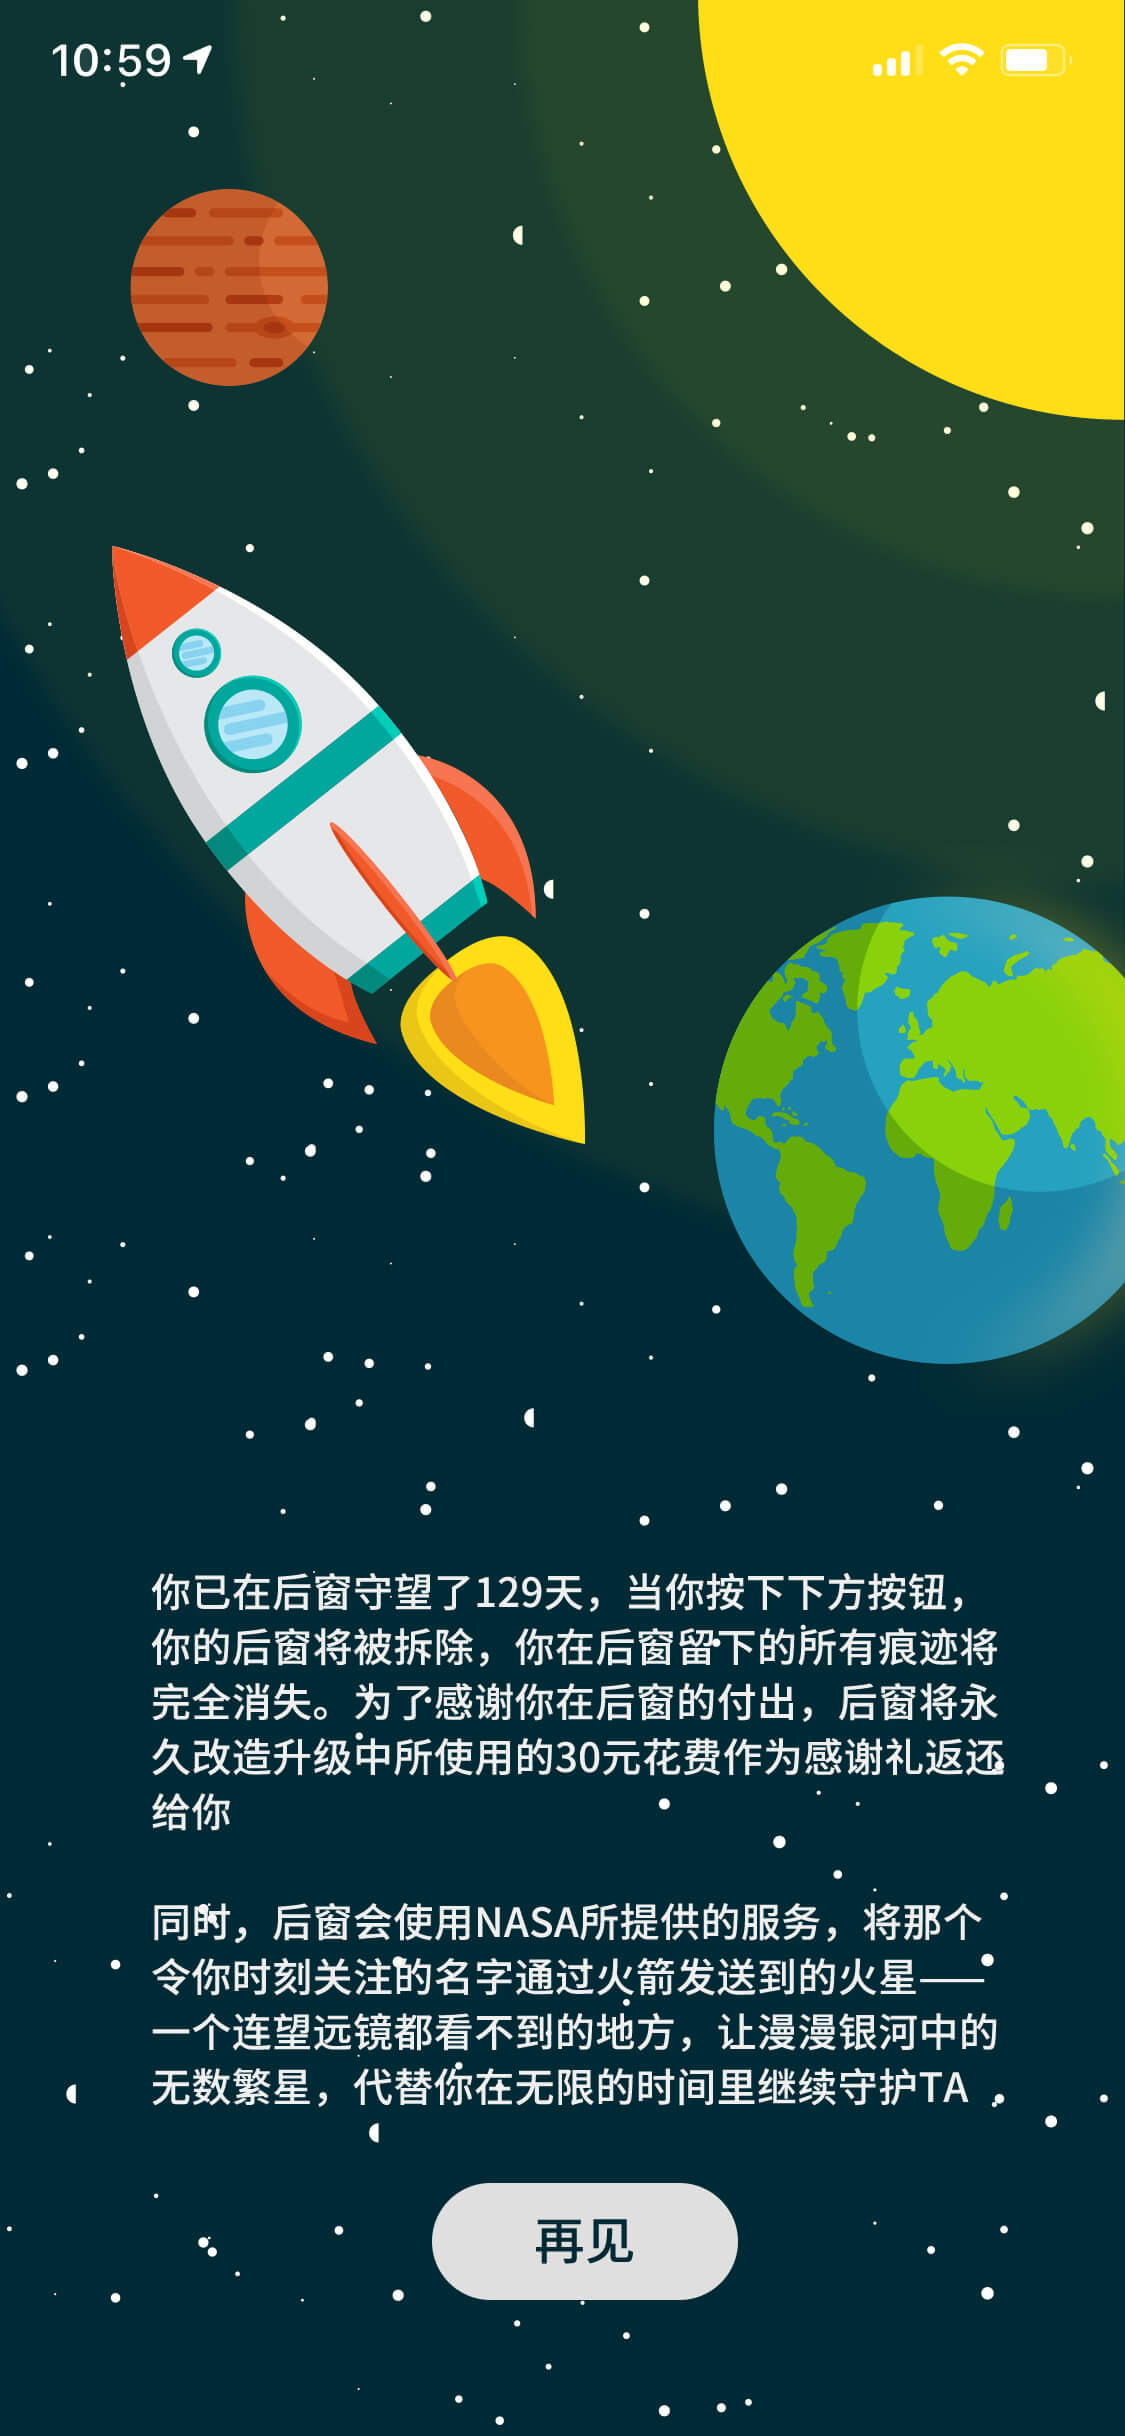 10:59
你已在后窗守望了129天，当你按下下方按钮，
你的后窗将被拆除，你在后窗留下的所有痕迹将
完全消失。为了感谢你在后窗的付出，后窗将永
久改造升级中所使用的30元花费作为感谢礼返还
给你
同时，后窗会使用NASA所提供的服务，将那个
令你时刻关注的名字通过火箭发送到的火星——
一个连望远镜都看不到的地方，让漫漫银河中的
无数繁星，代替你在无限的时间里继续守护TA
再见